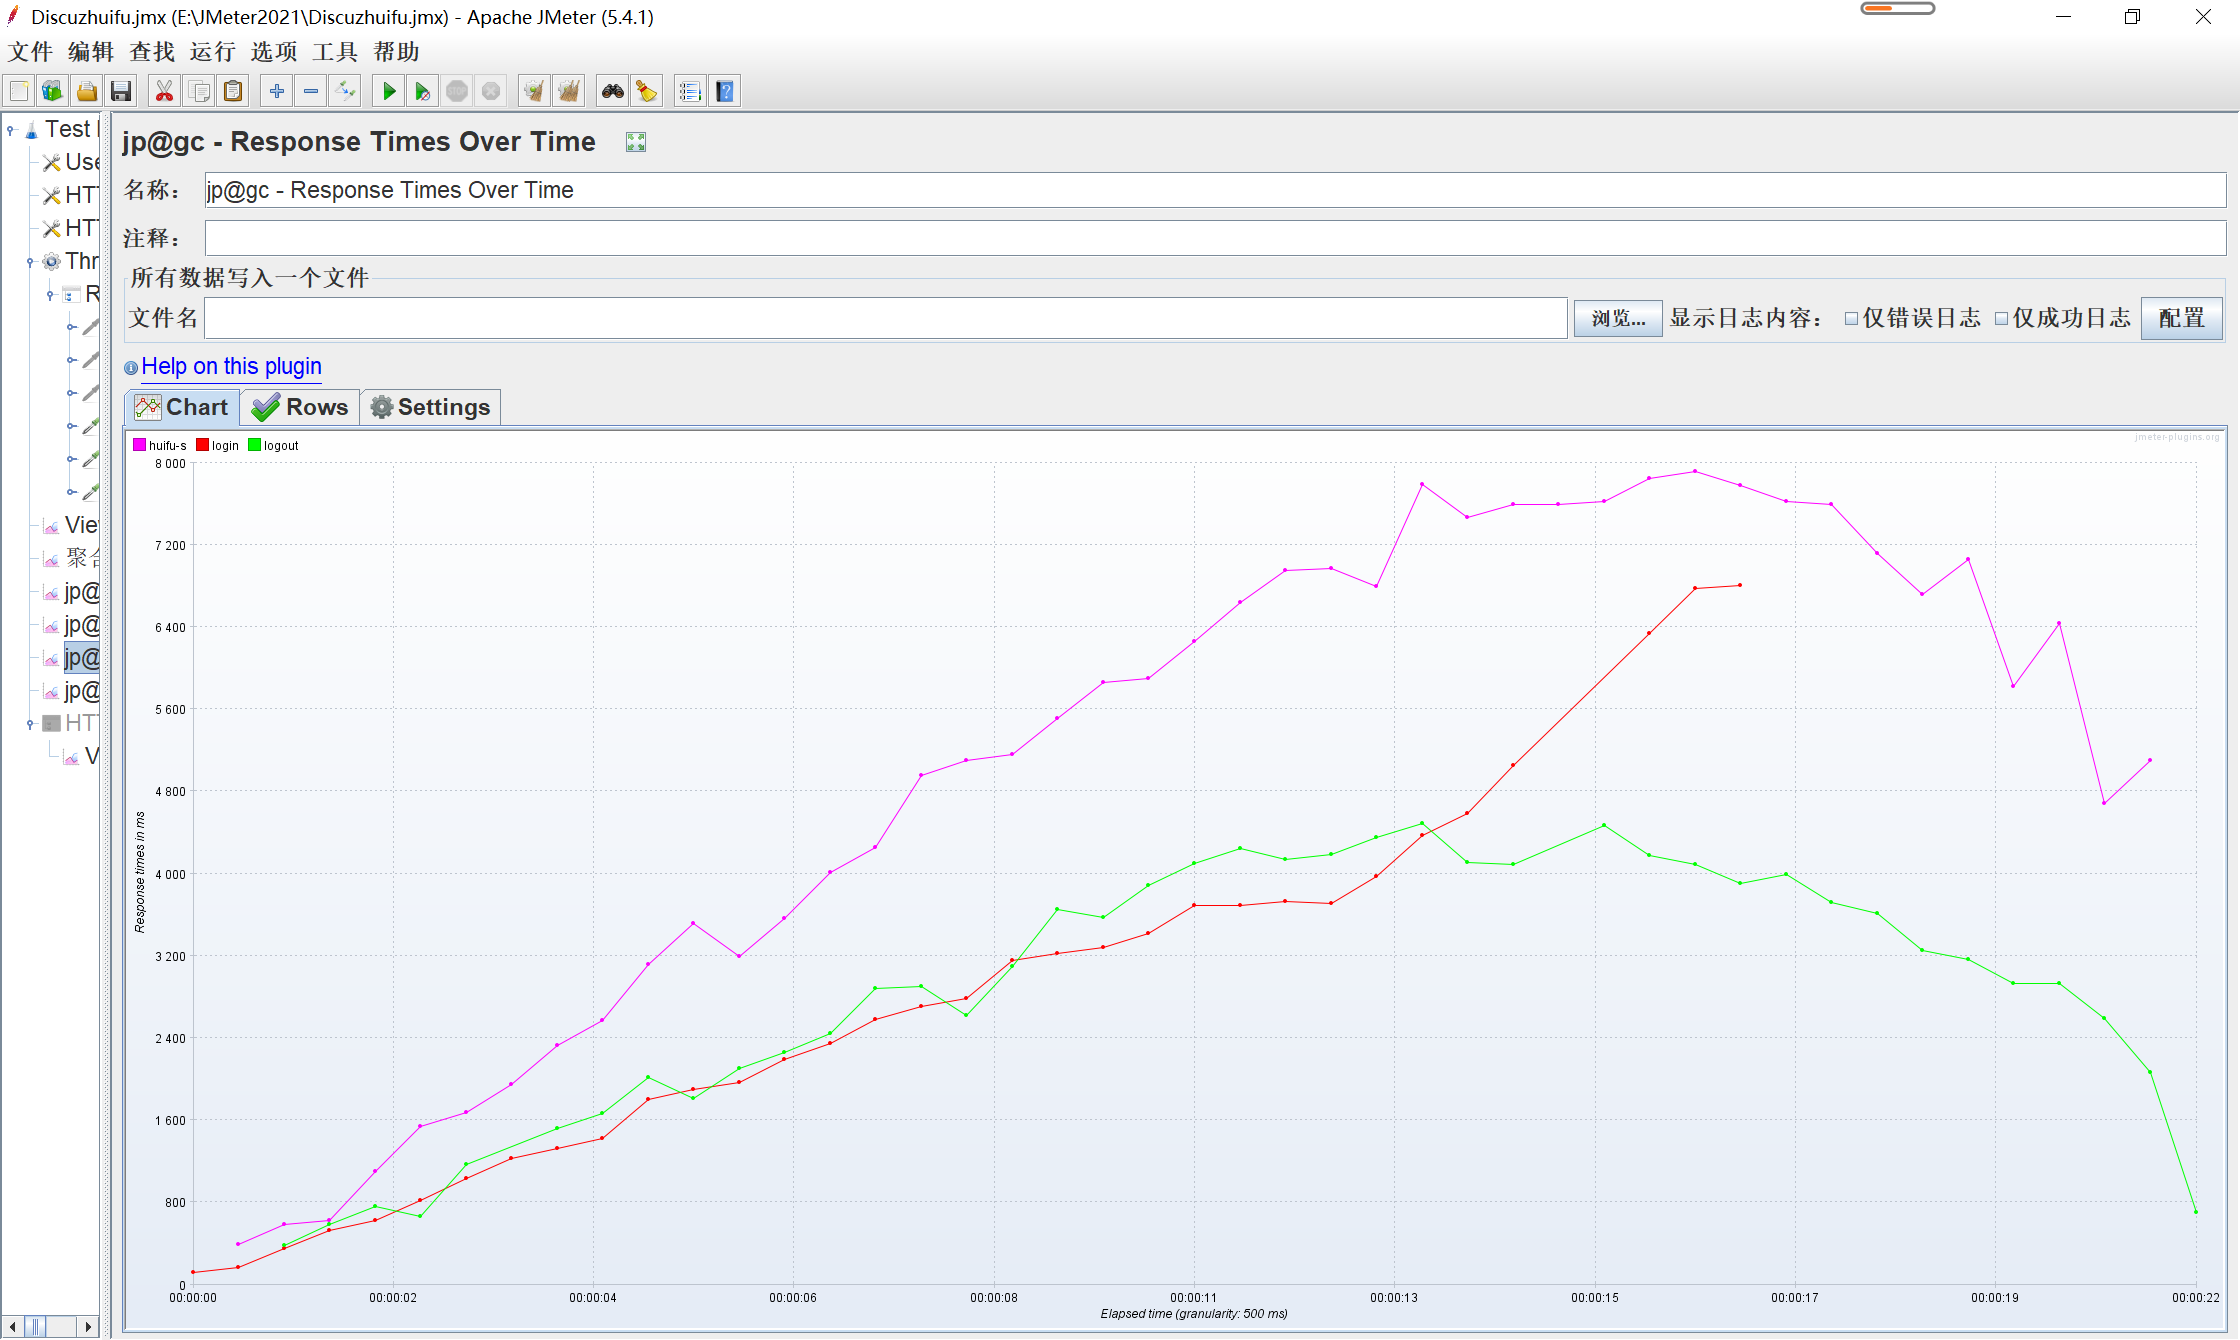 Discuzhuifu.jmx (E:\JMeter2021\Discuzhuifu.jmx) - Apache JMeter (5.4.1)
文件 编辑 查找 运行 选项 工具 帮助
Test
Use
HT
HT
Thr
R
Vie
聚合
jp@
jp@
jp@
jp@
HT
V
jp@gc - Response Times Over Time
名称： jp@gc - Response Times Over Time
注释：
所有数据写入一个文件
文件名 浏览... 显示日志内容： 仅错误日志 仅成功日志 配置
Help on this plugin
Chart Rows Settings
huifu-s login logout
jmeter-plugins.org
8 000
7 200
6 400
5 600
4 800
4 000
3 200
2 400
1 600
800
0
Response times in ms
00:00:00 00:00:02 00:00:04 00:00:06 00:00:08 00:00:11 00:00:13 00:00:15 00:00:17 00:00:19 00:00:22
Elapsed time (granularity: 500 ms)